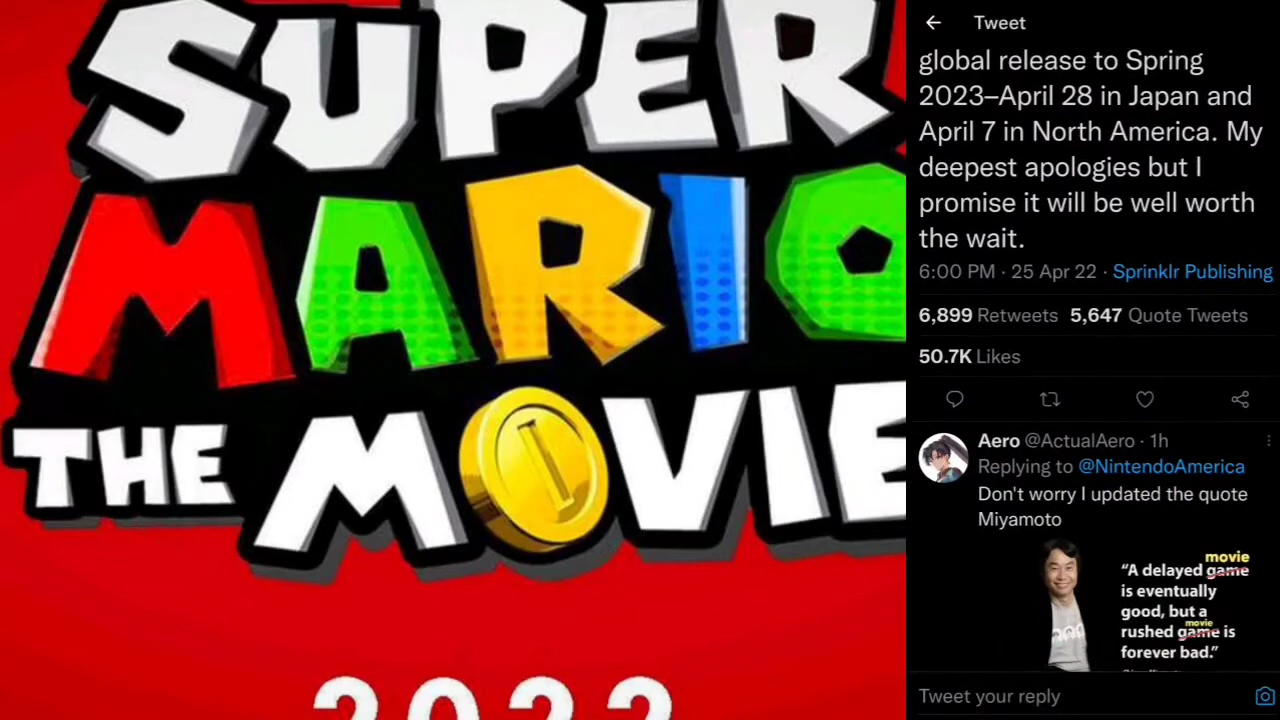 SUPER
MARIO
THE MOVIE
2022
Tweet
global release to Spring
2023–April 28 in Japan and
April 7 in North America. My
deepest apologies but I
promise it will be well worth
the wait.
6:00 PM · 25 Apr 22 · Sprinklr Publishing
6,899 Retweets 5,647 Quote Tweets
50.7K Likes
Aero @ActualAero · 1h
Replying to @NintendoAmerica
Don't worry I updated the quote
Miyamoto
movie
“A delayed game
is eventually
good, but a
movie
rushed game is
forever bad.”
Tweet your reply